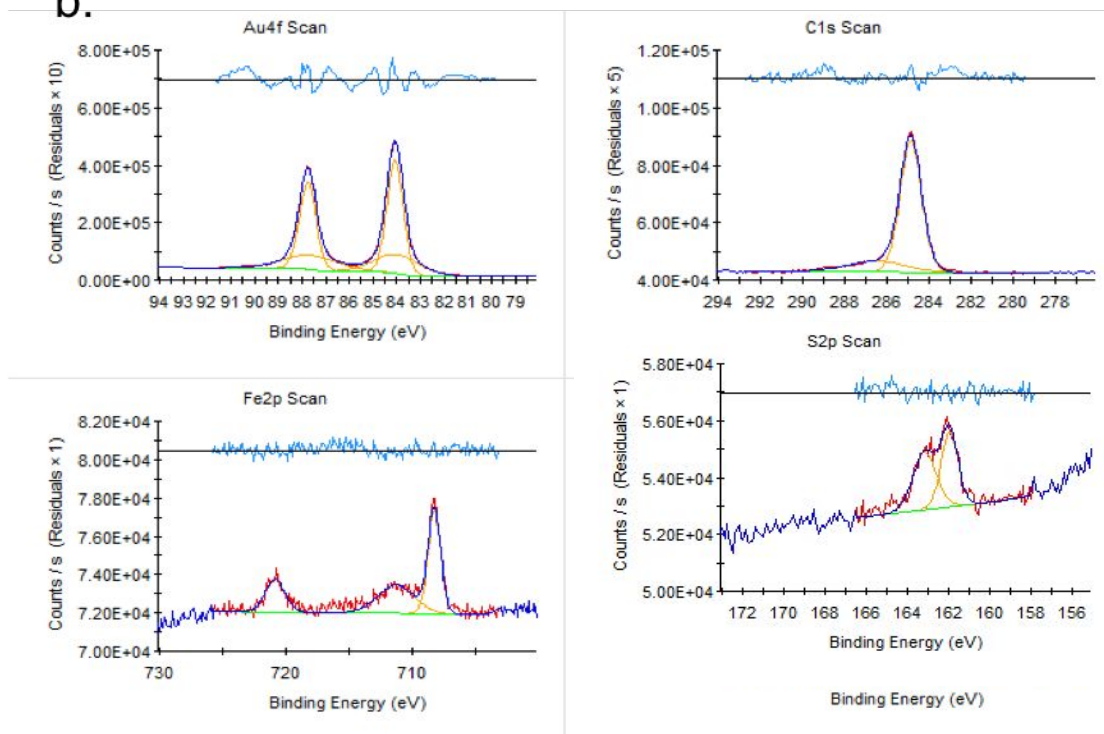 b.
Au4f Scan
Counts / s (Residuals × 10)
8.00E+05
6.00E+05
4.00E+05
2.00E+05
0.00E+00
94 93 92 91 90 89 88 87 86 85 84 83 82 81 80 79
Binding Energy (eV)
C1s Scan
Counts / s (Residuals × 5)
1.20E+05
1.00E+05
8.00E+04
6.00E+04
4.00E+04
294 292 290 288 286 284 282 280 278
Binding Energy (eV)
Fe2p Scan
Counts / s (Residuals × 1)
8.20E+04
8.00E+04
7.80E+04
7.60E+04
7.40E+04
7.20E+04
7.00E+04
730 720 710
Binding Energy (eV)
S2p Scan
Counts / s (Residuals × 1)
5.80E+04
5.60E+04
5.40E+04
5.20E+04
5.00E+04
172 170 168 166 164 162 160 158 156
Binding Energy (eV)
Binding Energy (eV)